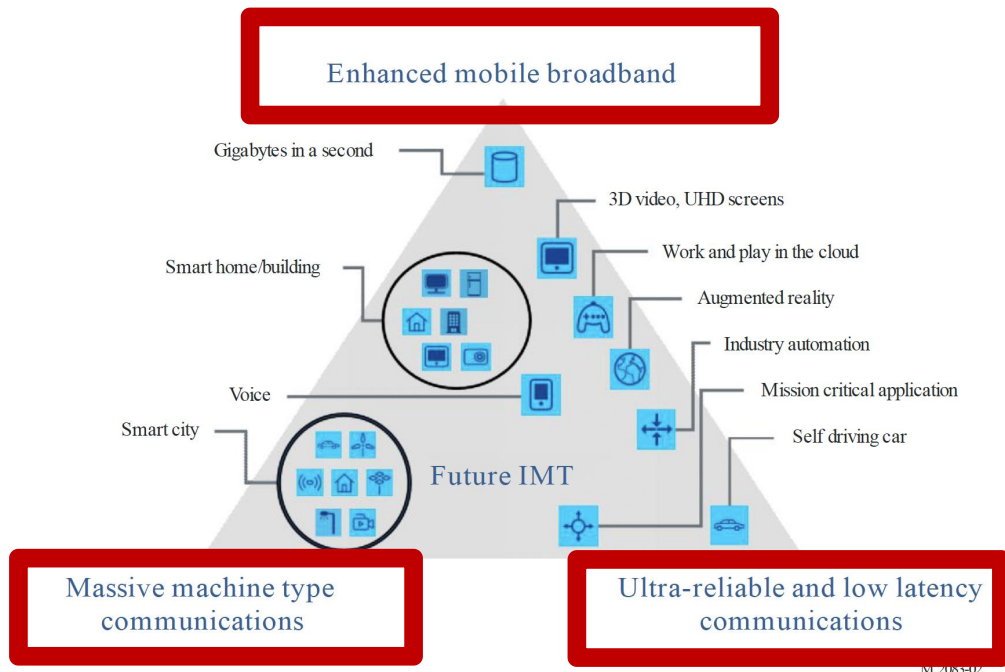 Enhanced mobile broadband
Gigabytes in a second
3D video, UHD screens
Work and play in the cloud
Smart home/building
Augmented reality
Industry automation
Voice
Mission critical application
Smart city
Self driving car
Future IMT
Massive machine type
communications
Ultra-reliable and low latency
communications
M.2083-02